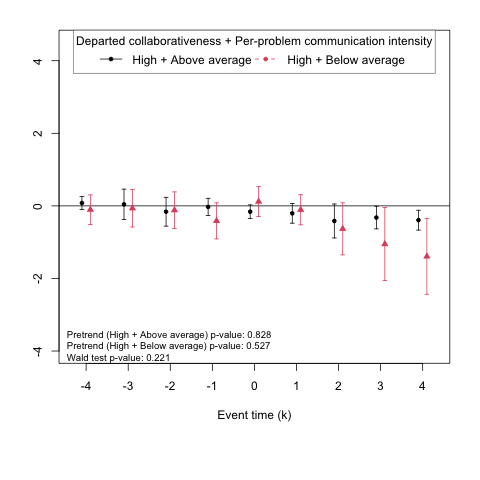 Departed collaborativeness + Per-problem communication intensity
High + Above average High + Below average
4
2
0
-2
-4
Pretrend (High + Above average) p-value: 0.828
Pretrend (High + Below average) p-value: 0.527
Wald test p-value: 0.221
-4 -3 -2 -1 0 1 2 3 4
Event time (k)